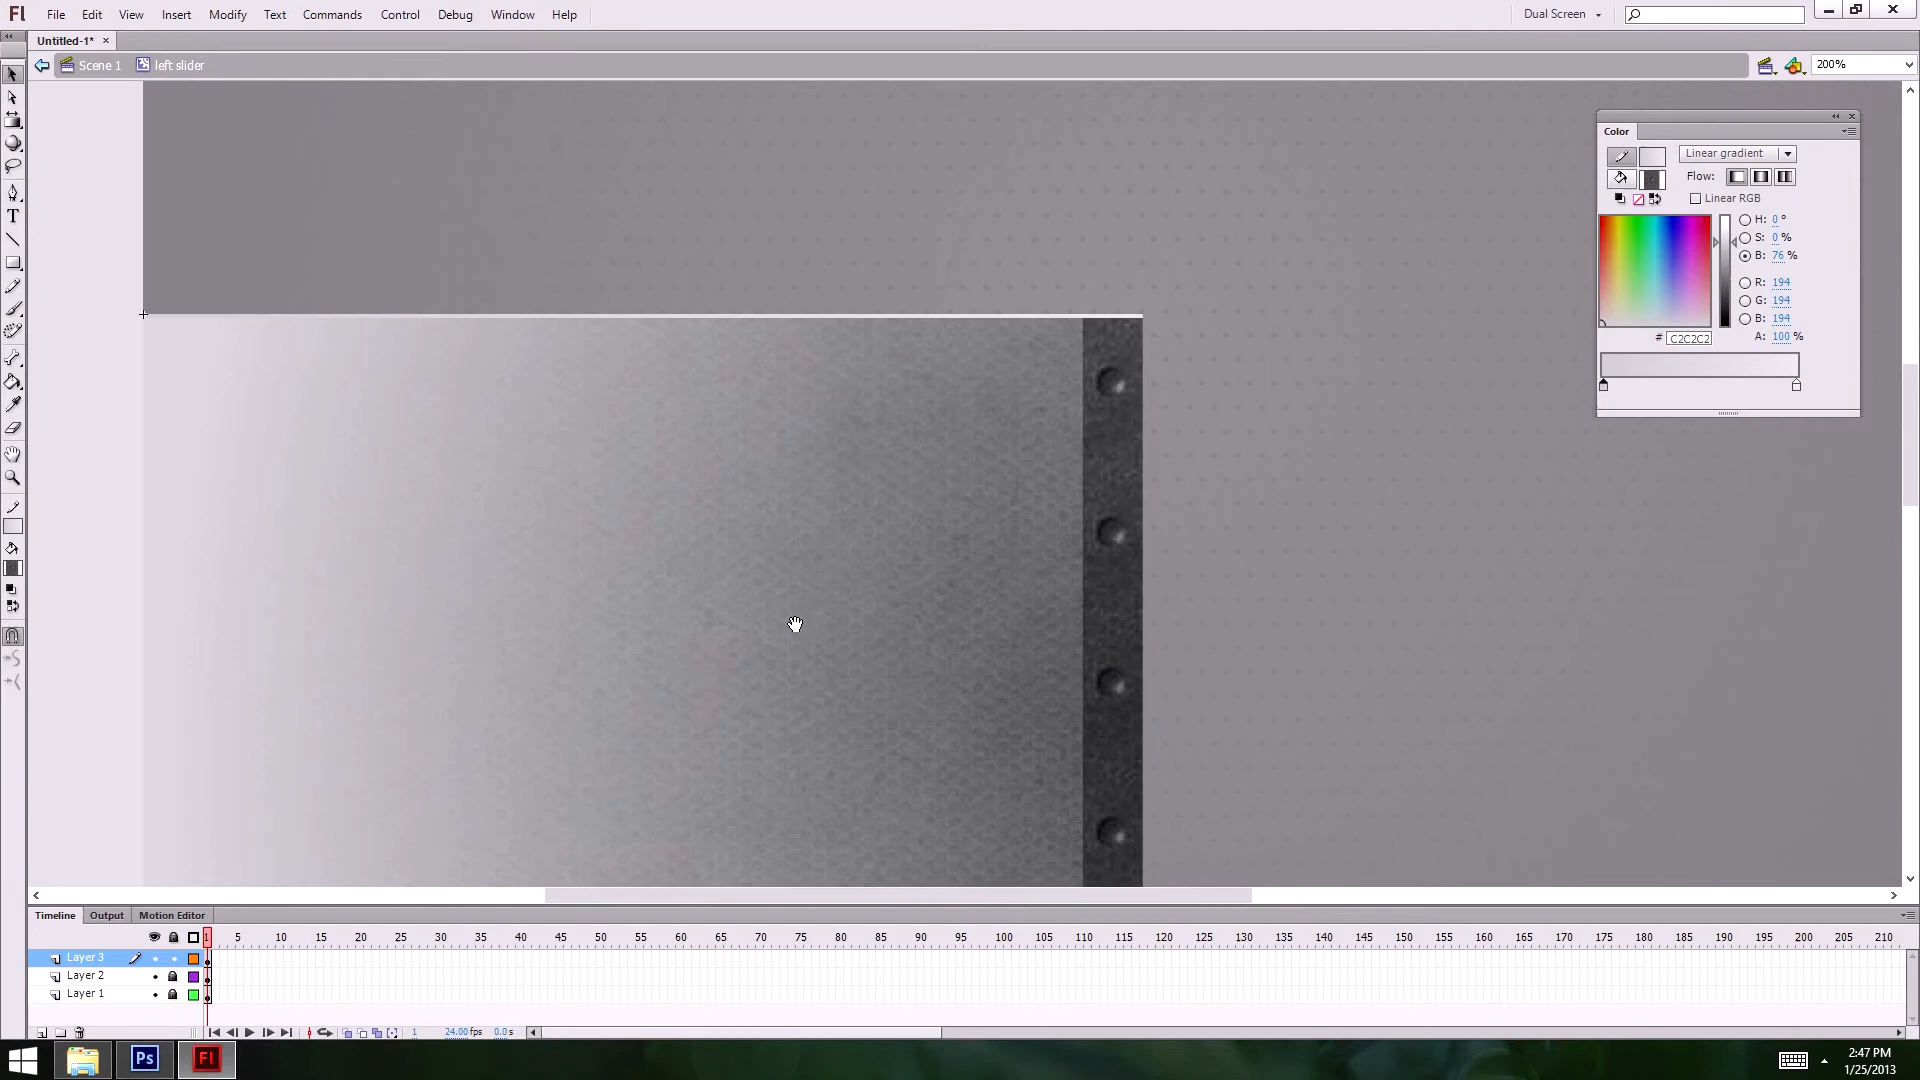 Fl File Edit View Insert Modify Text Commands Control Debug Window Help Dual Screen
Untitled-1* ×
Scene 1 left slider 200%
Color
Linear gradient
Flow:
Linear RGB
H: 0 °
S: 0 %
B: 76 %
R: 194
G: 194
B: 194
# C2C2C2 A: 100 %
T
Timeline Output Motion Editor
1 5 10 15 20 25 30 35 40 45 50 55 60 65 70 75 80 85 90 95 100 105 110 115 120 125 130 135 140 145 150 155 160 165 170 175 180 185 190 195 200 205 210
Layer 3
Layer 2
Layer 1
1 24.00 fps 0.0 s
Ps Fl 2:47 PM
1/25/2013